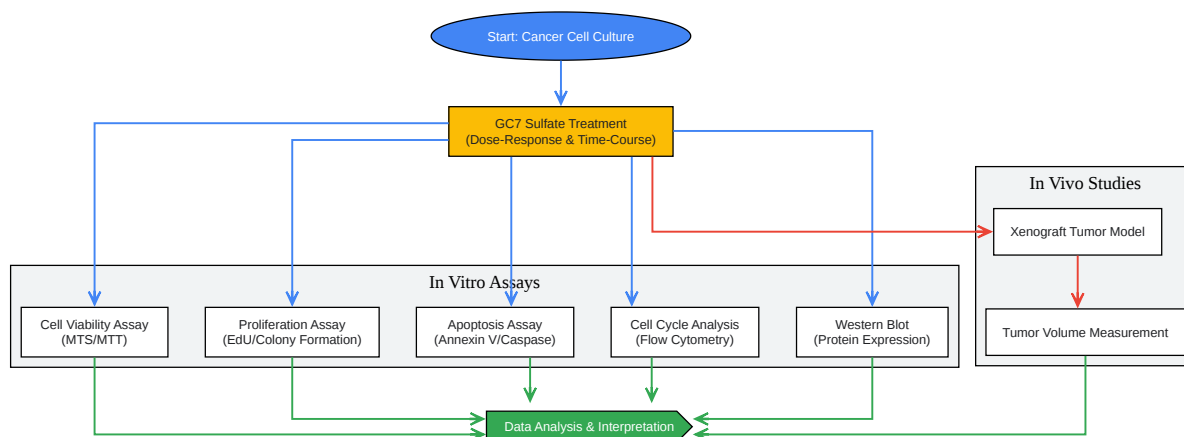 Start: Cancer Cell Culture
GC7 Sulfate Treatment
(Dose-Response & Time-Course)
In Vivo Studies
Xenograft Tumor Model
Tumor Volume Measurement
In Vitro Assays
Cell Viability Assay
(MTS/MTT)
Proliferation Assay
(EdU/Colony Formation)
Apoptosis Assay
(Annexin V/Caspase)
Cell Cycle Analysis
(Flow Cytometry)
Western Blot
(Protein Expression)
Data Analysis & Interpretation